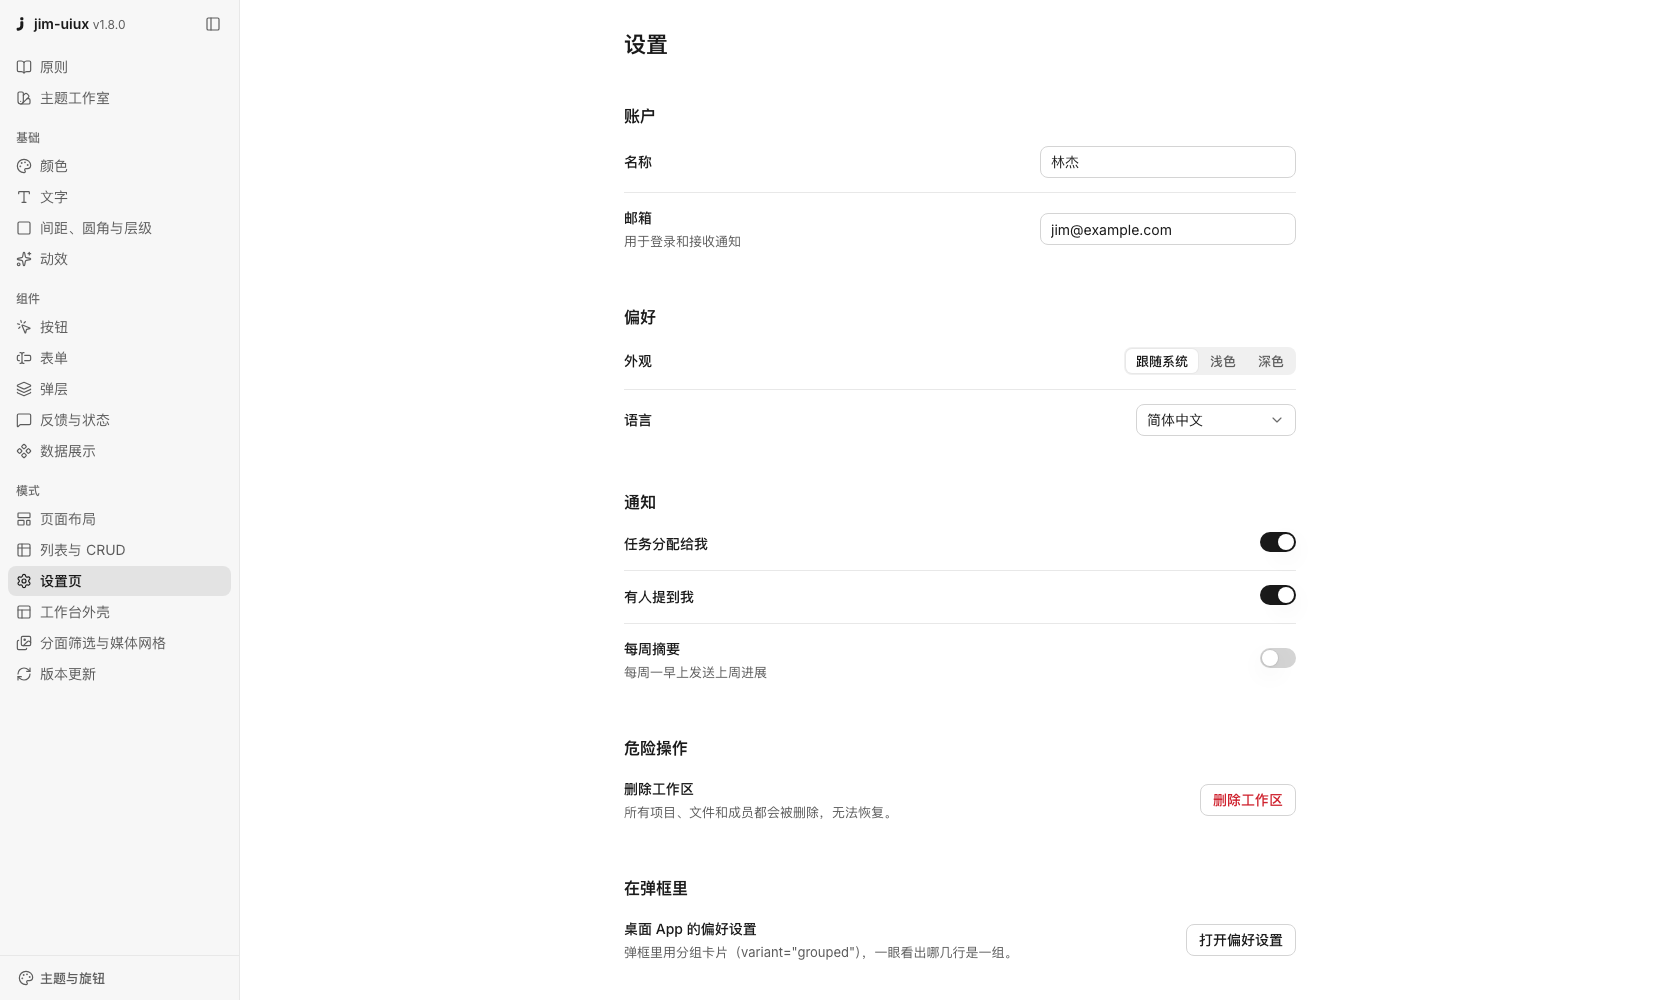 jim-uiux v1.8.0
原则
主题工作室
基础
颜色
文字
间距、圆角与层级
动效
组件
按钮
表单
弹层
反馈与状态
数据展示
模式
页面布局
列表与 CRUD
设置页
工作台外壳
分面筛选与媒体网格
版本更新
主题与旋钮
设置
账户
名称
林杰
邮箱
用于登录和接收通知
jim@example.com
偏好
外观
跟随系统 浅色 深色
语言
简体中文
通知
任务分配给我
有人提到我
每周摘要
每周一早上发送上周进展
危险操作
删除工作区
所有项目、文件和成员都会被删除，无法恢复。
删除工作区
在弹框里
桌面 App 的偏好设置
弹框里用分组卡片（variant="grouped"），一眼看出哪几行是一组。
打开偏好设置